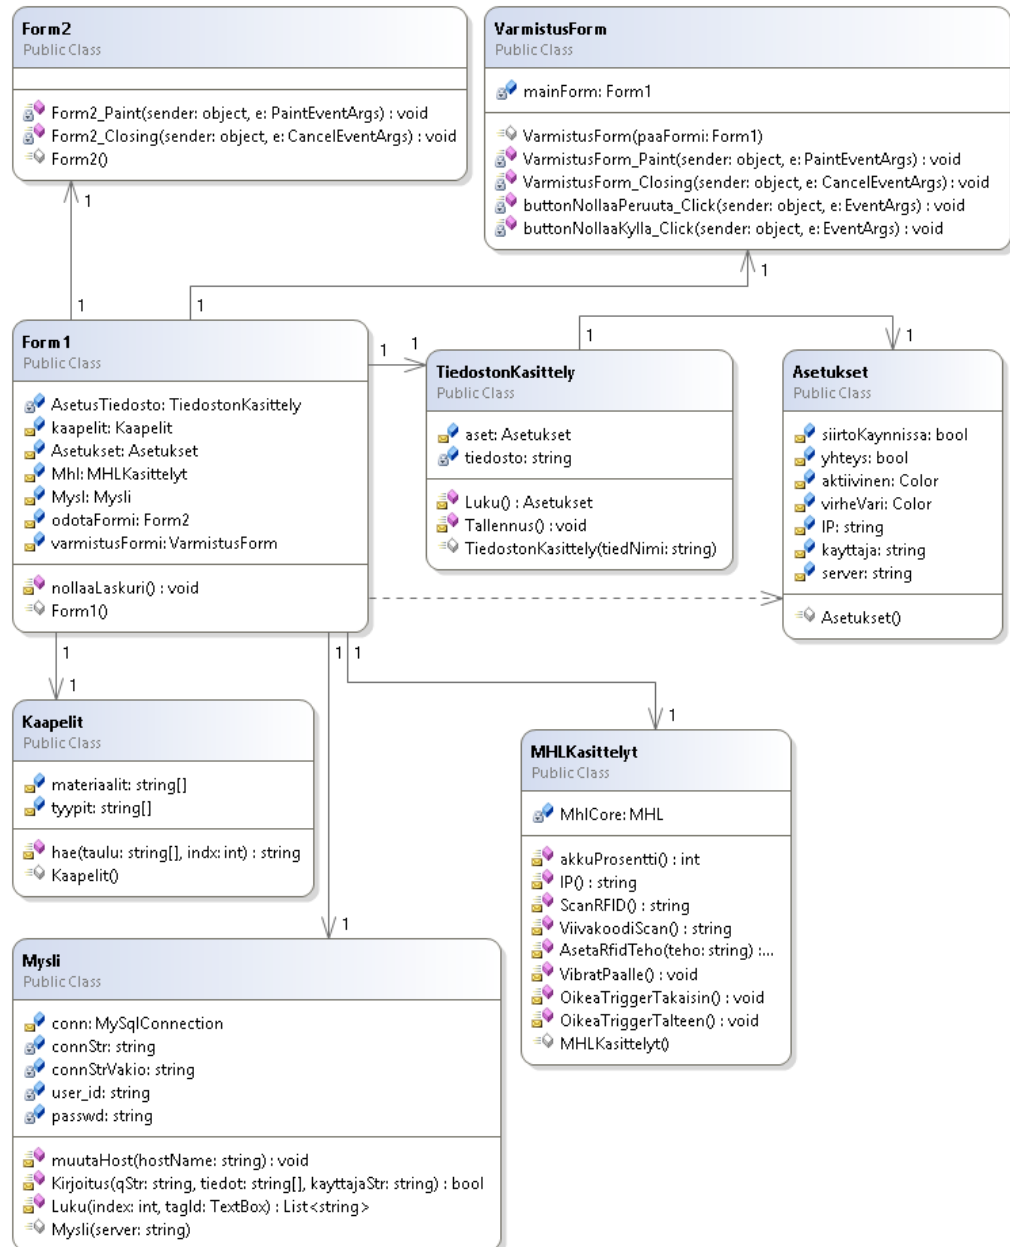 Form2
Public Class
Form2_Paint(sender: object, e: PaintEventArgs) : void
Form2_Closing(sender: object, e: CancelEventArgs) : void
Form2()
VarmistusForm
Public Class
mainForm: Form1
VarmistusForm(paaFormi: Form1)
VarmistusForm_Paint(sender: object, e: PaintEventArgs) : void
VarmistusForm_Closing(sender: object, e: CancelEventArgs) : void
buttonNollaaPeruuta_Click(sender: object, e: EventArgs) : void
buttonNollaaKylla_Click(sender: object, e: EventArgs) : void
1
1
1
1
Form1
Public Class
AsetusTiedosto: TiedostonKasittely
kaapelit: Kaapelit
Asetukset: Asetukset
Mhl: MHLKasittelyt
Mysl: Mysli
odotaFormi: Form2
varmistusFormi: VarmistusForm
nollaaLaskuri() : void
Form1()
1
1
1
1
TiedostonKasittely
Public Class
aset: Asetukset
tiedosto: string
Luku() : Asetukset
Tallennus() : void
TiedostonKasittely(tiedNimi: string)
Asetukset
Public Class
siirtoKaynnissa: bool
yhteys: bool
aktiivinen: Color
virheVari: Color
IP: string
kayttaja: string
server: string
Asetukset()
1
1
1
1
1
1
Kaapelit
Public Class
materiaalit: string[]
tyypit: string[]
hae(taulu: string[], indx: int) : string
Kaapelit()
MHLKasittelyt
Public Class
MhlCore: MHL
akkuProsentti() : int
IP() : string
ScanRFID() : string
ViivakoodiScan() : string
AsetaRfidTeho(teho: string) :...
VibratPaalle() : void
OikeaTriggerTakaisin() : void
OikeaTriggerTalteen() : void
MHLKasittelyt()
Mysli
Public Class
conn: MySqlConnection
connStr: string
connStrVakio: string
user_id: string
passwd: string
muutaHost(hostName: string) : void
Kirjoitus(qStr: string, tiedot: string[], kayttajaStr: string) : bool
Luku(index: int, tagId: TextBox) : List<string>
Mysli(server: string)